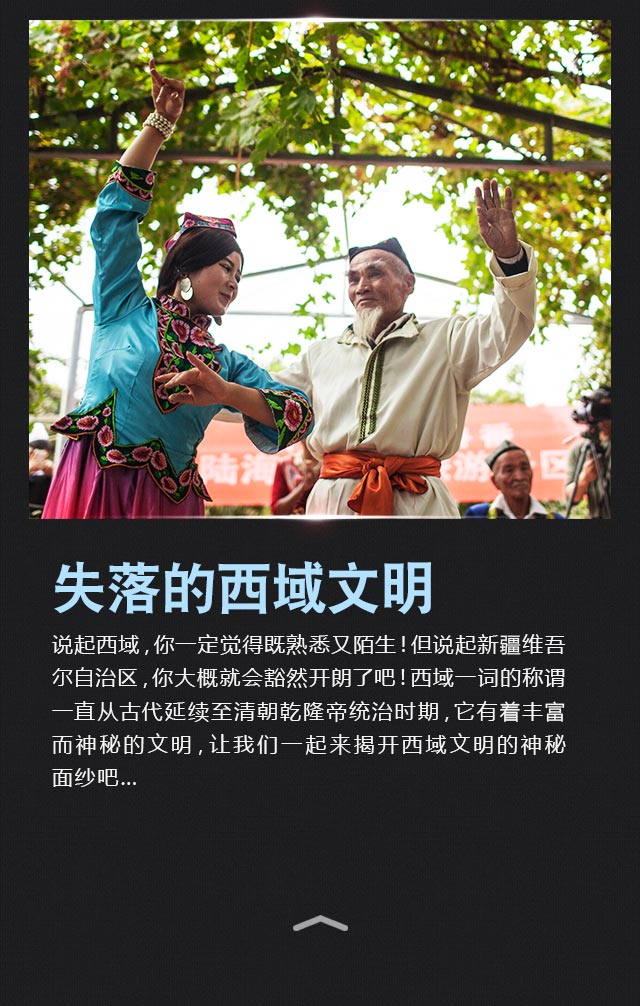 陆海
游
区
失落的西域文明
说起西域,你一定觉得既熟悉又陌生!但说起新疆维吾
尔自治区,你大概就会豁然开朗了吧!西域一词的称谓
一直从古代延续至清朝乾隆帝统治时期,它有着丰富
而神秘的文明,让我们一起来揭开西域文明的神秘
面纱吧...